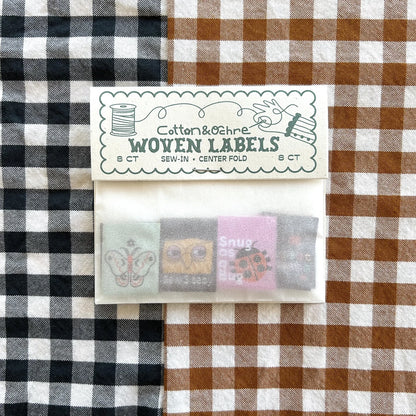 Cotton&Ochre
WOVEN LABELS
8 CT SEW-IN • CENTER FOLD 8 CT
Snug